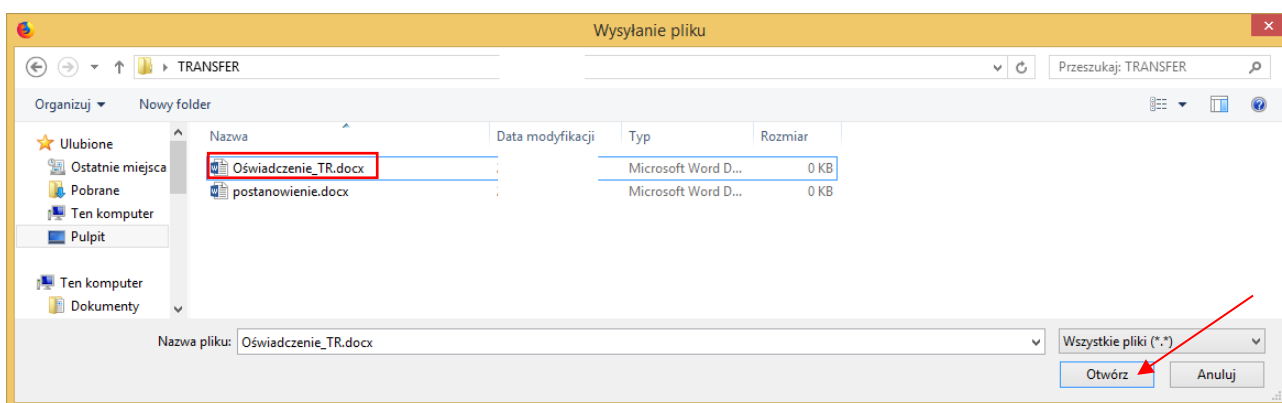 Wysyłanie pliku
TRANSFER
Przeszukaj: TRANSFER
Organizuj Nowy folder
Nazwa Data modyfikacji Typ Rozmiar
Ulubione
Ostatnie miejsca
Pobrane
Ten komputer
Pulpit
Ten komputer
Dokumenty
Oświadczenie_TR.docx Microsoft Word D... 0 KB
postanowienie.docx Microsoft Word D... 0 KB
Nazwa pliku: Oświadczenie_TR.docx Wszystkie pliki (*.*)
Otwórz Anuluj